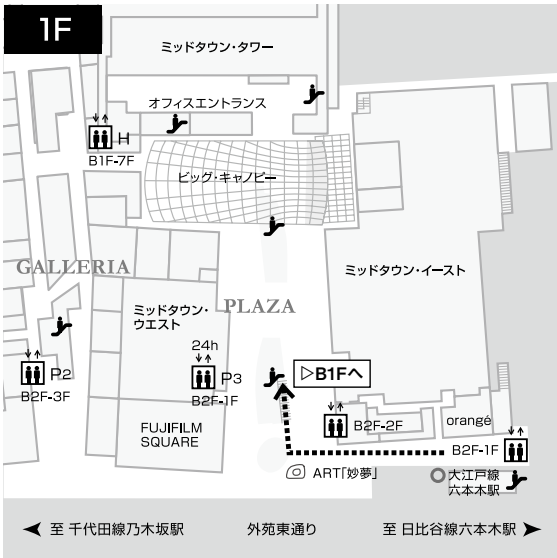 1F
ミッドタウン・タワー
オフィスエントランス
H
B1F-7F
ビッグ・キャノピー
GALLERIA
ミッドタウン・イースト
ミッドタウン・
ウエスト
PLAZA
24h
P2
B2F-3F
P3
B2F-1F
▷B1Fへ
FUJIFILM
SQUARE
B2F-2F
orangé
B2F-1F
ART「妙夢」
大江戸線
六本木駅
至 千代田線乃木坂駅
外苑東通り
至 日比谷線六本木駅